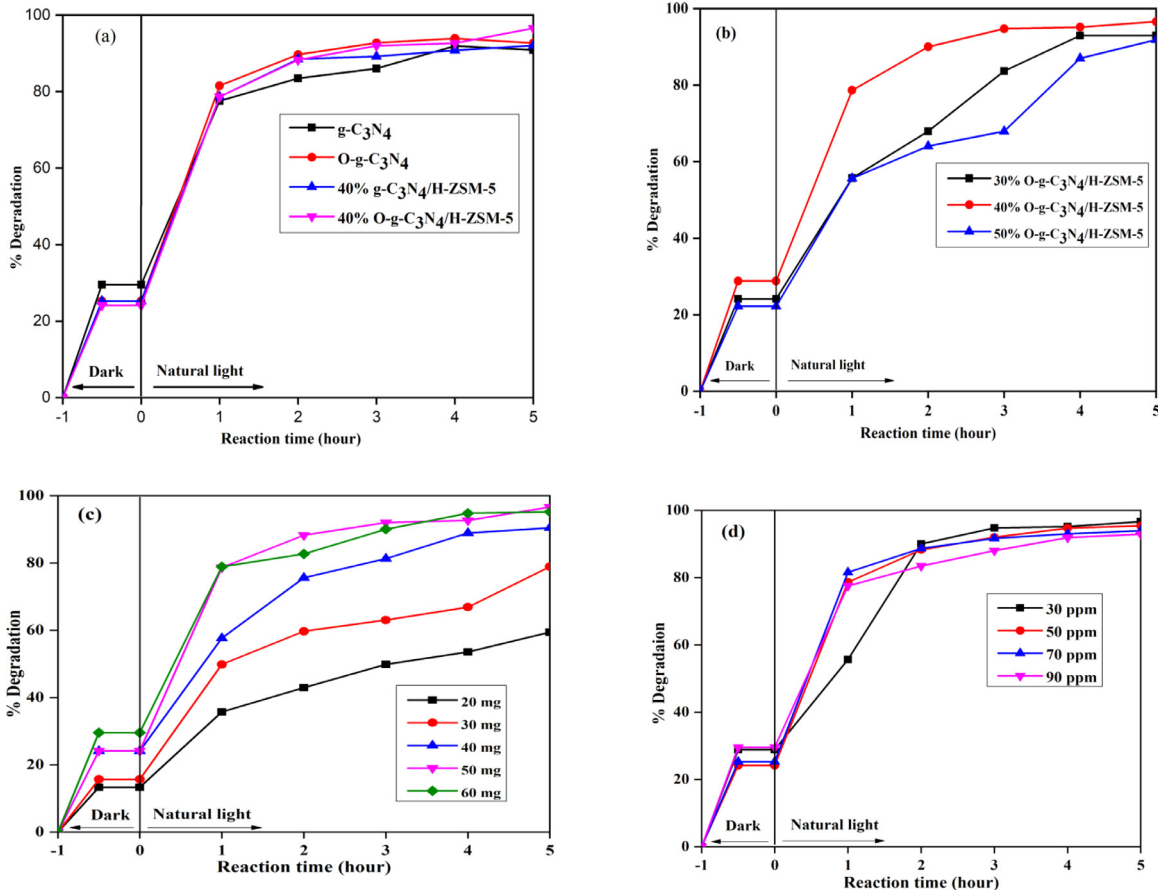 (a)
100
80
60
40
20
0
% Degradation
g-C3N4
O-g-C3N4
40% g-C3N4/H-ZSM-5
40% O-g-C3N4/H-ZSM-5
Dark
Natural light
-1 0 1 2 3 4 5
Reaction time (hour)
(b)
100
80
60
40
20
0
% Degradation
30% O-g-C3N4/H-ZSM-5
40% O-g-C3N4/H-ZSM-5
50% O-g-C3N4/H-ZSM-5
Dark
Natural light
-1 0 1 2 3 4 5
Reaction time (hour)
(c)
100
80
60
40
20
0
% Degradation
20 mg
30 mg
40 mg
50 mg
60 mg
Dark
Natural light
-1 0 1 2 3 4 5
Reaction time (hour)
(d)
100
80
60
40
20
0
% Degradaion
30 ppm
50 ppm
70 ppm
90 ppm
Dark
Natural light
-1 0 1 2 3 4 5
Reaction time (hour)